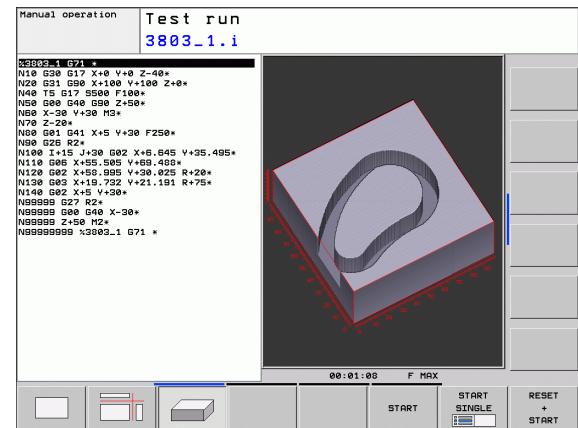 Manual operation
Test run
3803_1.i
%3803_1 G71 *
N10 G30 G17 X+0 Y+0 Z-40*
N20 G31 G90 X+100 Y+100 Z+0*
N40 T5 G17 S500 F100*
N50 G00 G40 G90 Z+50*
N60 X-30 Y+30 M3*
N70 Z-20*
N80 G01 G41 X+5 Y+30 F250*
N90 G26 R2*
N100 I+15 J+30 G02 X+6.645 Y+35.495*
N110 G06 X+55.505 Y+69.488*
N120 G02 X+58.995 Y+30.025 R+20*
N130 G03 X+19.732 Y+21.191 R+75*
N140 G02 X+5 Y+30*
N99999 G27 R2*
N99999 G00 G40 X-30*
N99999 Z+50 M2*
N99999999 %3803_1 G71 *
00:01:08 F MAX
START
START
SINGLE
RESET
+
START